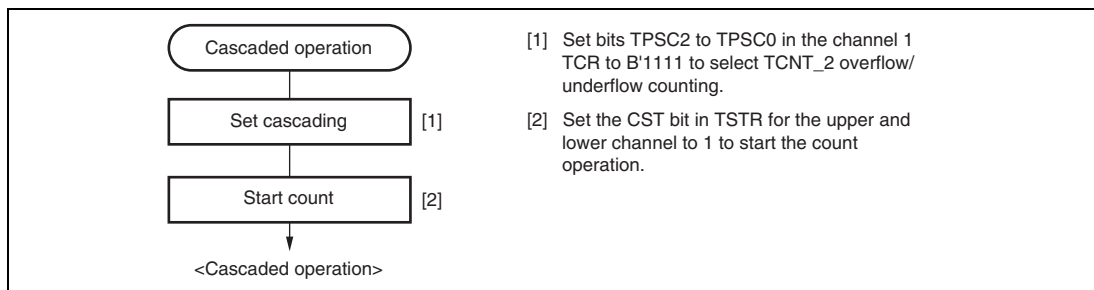 Cascaded operation
Set cascading
[1]
Start count
[2]
<Cascaded operation>
[1] Set bits TPSC2 to TPSC0 in the channel 1
TCR to B'1111 to select TCNT_2 overflow/
underflow counting.
[2] Set the CST bit in TSTR for the upper and
lower channel to 1 to start the count
operation.